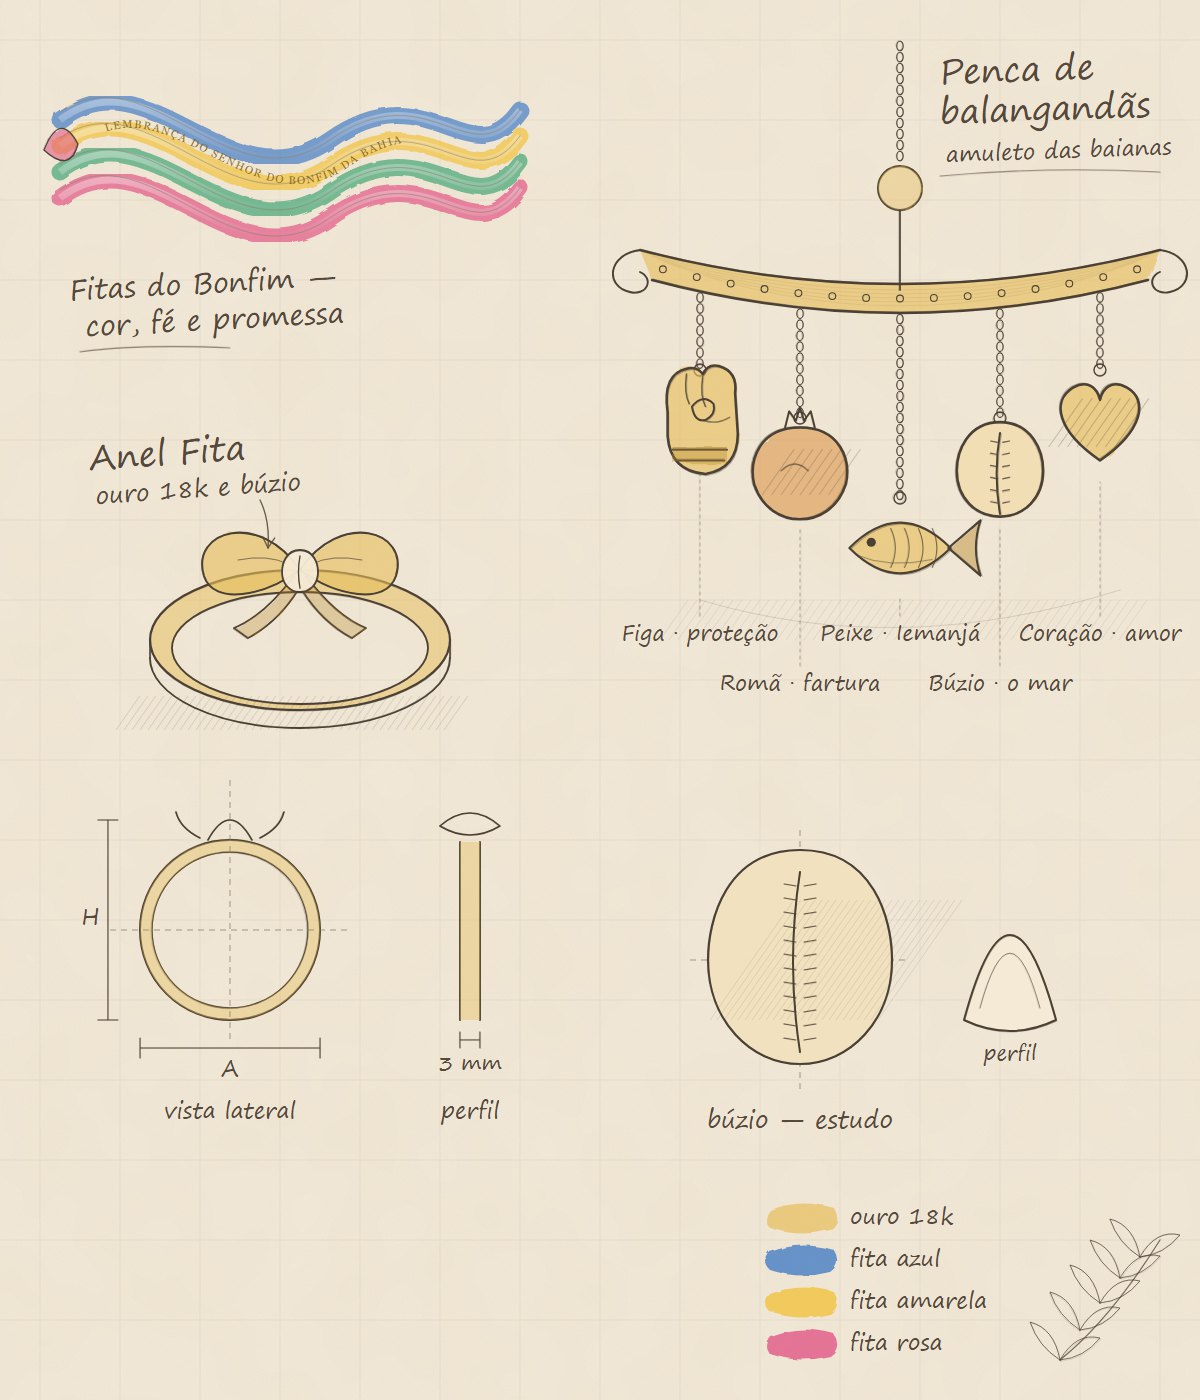 LEMBRANÇA DO SENHOR DO BONFIM DA BAHIA
Fitas do Bonfim —
cor, fé e promessa
Penca de
balangandãs
amuleto das baianas
Anel Fita
ouro 18k e búzio
Figa · proteção
Peixe · Iemanjá
Coração · amor
Romã · fartura
Búzio · o mar
H
A
3 mm
vista lateral
perfil
perfil
búzio — estudo
ouro 18k
fita azul
fita amarela
fita rosa